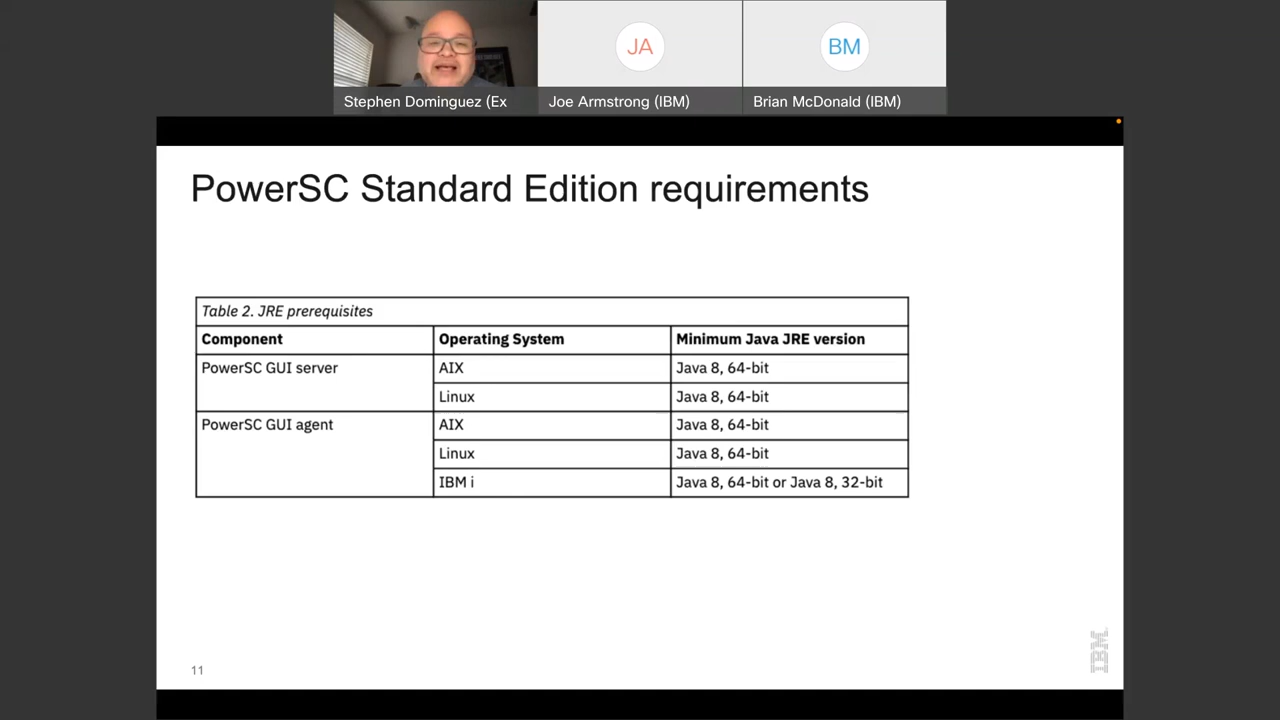 JA
BM
Stephen Dominguez (Ex
Joe Armstrong (IBM)
Brian McDonald (IBM)
PowerSC Standard Edition requirements
Table 2. JRE prerequisites
Component Operating System Minimum Java JRE version
PowerSC GUI server AIX Java 8, 64-bit
Linux Java 8, 64-bit
PowerSC GUI agent AIX Java 8, 64-bit
Linux Java 8, 64-bit
IBM i Java 8, 64-bit or Java 8, 32-bit
11
IBM